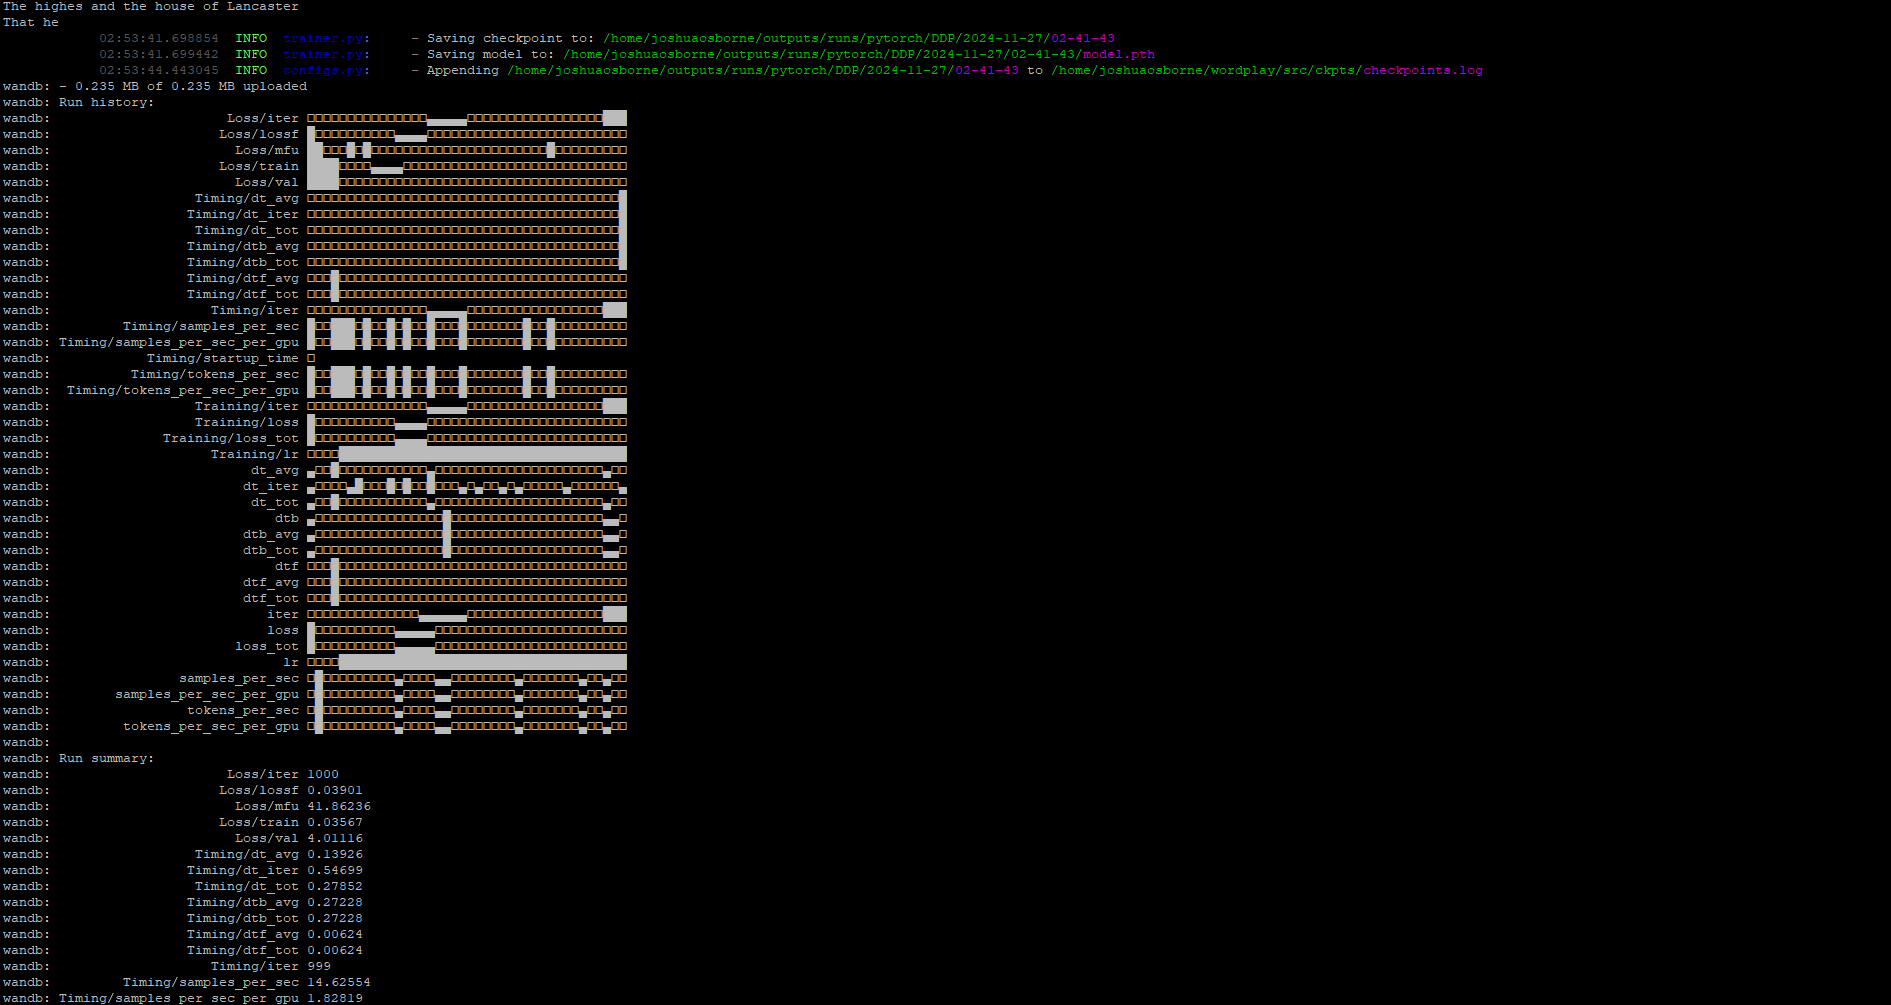 The highes and the house of Lancaster
That he
02:53:41.698854 INFO trainer.py: - Saving checkpoint to: /home/joshuaosborne/outputs/runs/pytorch/DDP/2024-11-27/02-41-43
02:53:41.699442 INFO trainer.py: - Saving model to: /home/joshuaosborne/outputs/runs/pytorch/DDP/2024-11-27/02-41-43/model.pth
02:53:44.443045 INFO configs.py: - Appending /home/joshuaosborne/outputs/runs/pytorch/DDP/2024-11-27/02-41-43 to /home/joshuaosborne/wordplay/src/ckpts/checkpoints.log
wandb: - 0.235 MB of 0.235 MB uploaded
wandb: Run history:
wandb: Loss/iter
wandb: Loss/lossf
wandb: Loss/mfu
wandb: Loss/train
wandb: Loss/val
wandb: Timing/dt_avg
wandb: Timing/dt_iter
wandb: Timing/dt_tot
wandb: Timing/dtb_avg
wandb: Timing/dtb_tot
wandb: Timing/dtf_avg
wandb: Timing/dtf_tot
wandb: Timing/iter
wandb: Timing/samples_per_sec
wandb: Timing/samples_per_sec_per_gpu
wandb: Timing/startup_time
wandb: Timing/tokens_per_sec
wandb: Timing/tokens_per_sec_per_gpu
wandb: Training/iter
wandb: Training/loss
wandb: Training/loss_tot
wandb: Training/lr
wandb: dt_avg
wandb: dt_iter
wandb: dt_tot
wandb: dtb
wandb: dtb_avg
wandb: dtb_tot
wandb: dtf
wandb: dtf_avg
wandb: dtf_tot
wandb: iter
wandb: loss
wandb: loss_tot
wandb: lr
wandb: samples_per_sec
wandb: samples_per_sec_per_gpu
wandb: tokens_per_sec
wandb: tokens_per_sec_per_gpu
wandb:
wandb: Run summary:
wandb: Loss/iter 1000
wandb: Loss/lossf 0.03901
wandb: Loss/mfu 41.86236
wandb: Loss/train 0.03567
wandb: Loss/val 4.01116
wandb: Timing/dt_avg 0.13926
wandb: Timing/dt_iter 0.54699
wandb: Timing/dt_tot 0.27852
wandb: Timing/dtb_avg 0.27228
wandb: Timing/dtb_tot 0.27228
wandb: Timing/dtf_avg 0.00624
wandb: Timing/dtf_tot 0.00624
wandb: Timing/iter 999
wandb: Timing/samples_per_sec 14.62554
wandb: Timing/samples_per_sec_per_gpu 1.82819